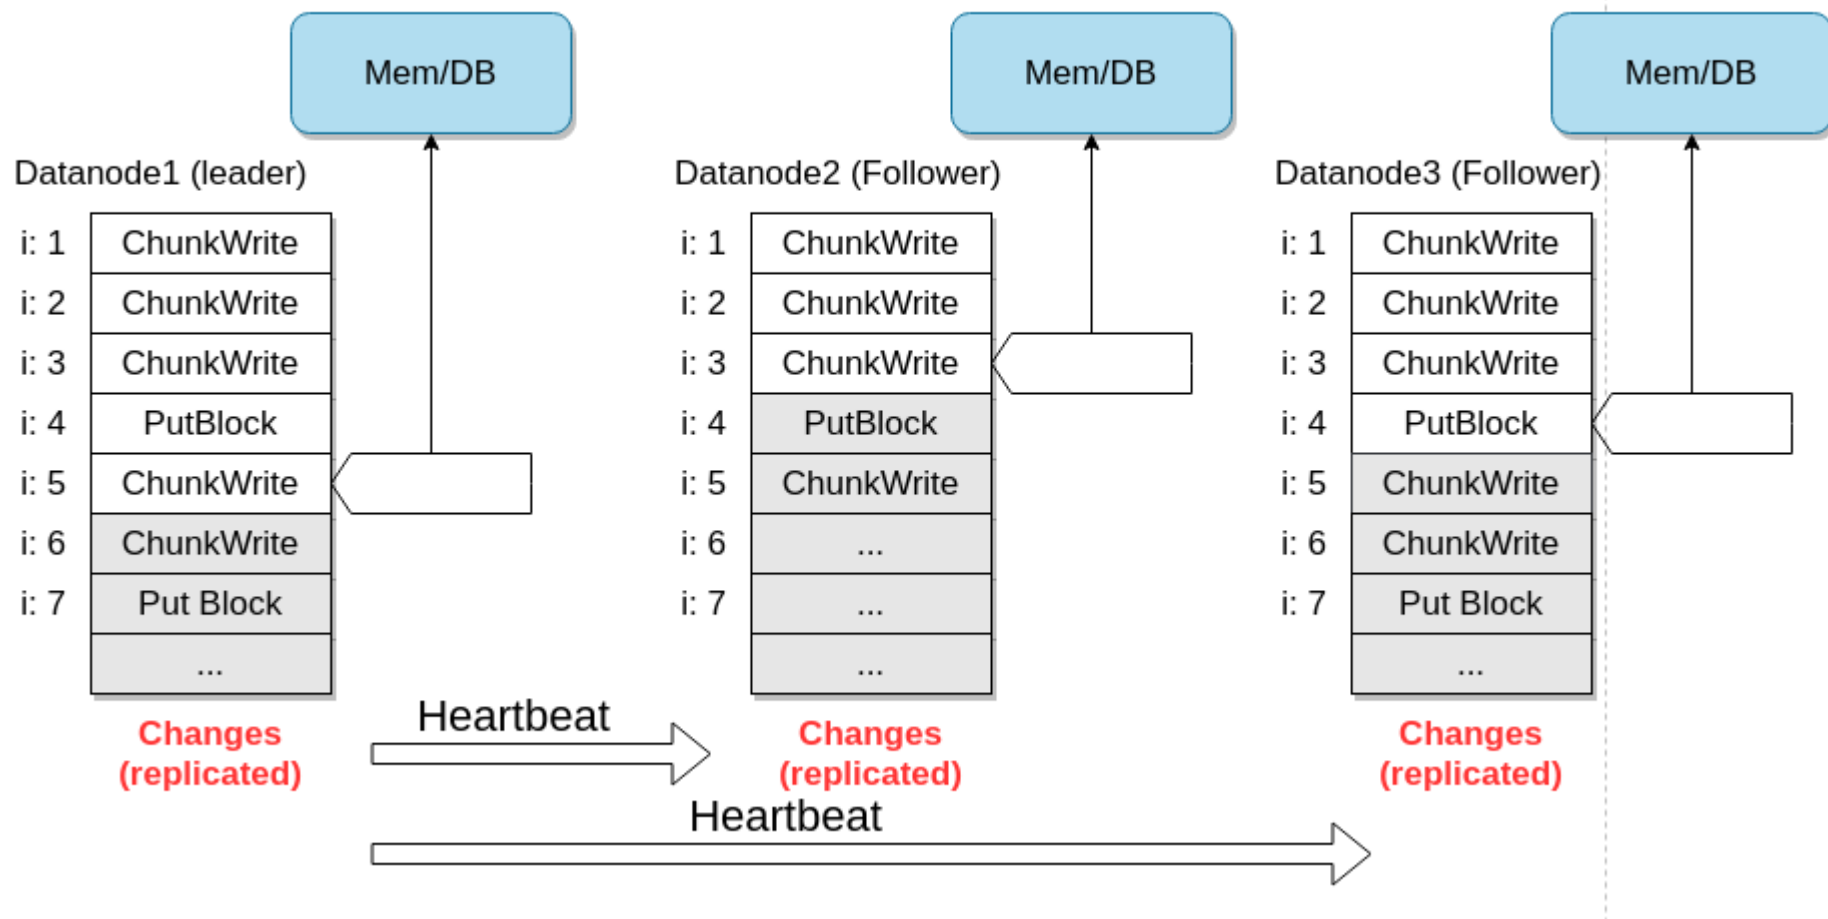 Mem/DB
Mem/DB
Mem/DB
Datanode1 (leader)
i: 1 ChunkWrite
i: 2 ChunkWrite
i: 3 ChunkWrite
i: 4 PutBlock
i: 5 ChunkWrite
i: 6 ChunkWrite
i: 7 Put Block
...
Changes
(replicated)
Datanode2 (Follower)
i: 1 ChunkWrite
i: 2 ChunkWrite
i: 3 ChunkWrite
i: 4 PutBlock
i: 5 ChunkWrite
i: 6 ...
i: 7 ...
...
Changes
(replicated)
Datanode3 (Follower)
i: 1 ChunkWrite
i: 2 ChunkWrite
i: 3 ChunkWrite
i: 4 PutBlock
i: 5 ChunkWrite
i: 6 ChunkWrite
i: 7 Put Block
...
Changes
(replicated)
Heartbeat
Heartbeat